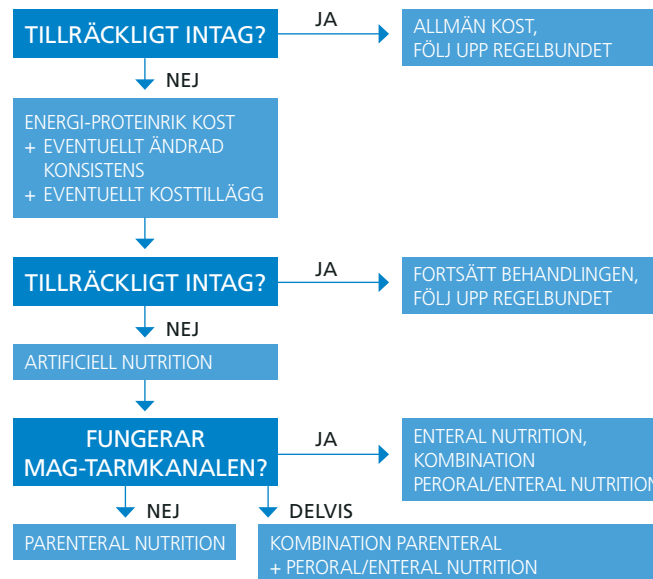 TILLRÄCKLIGT INTAG?
JA
ALLMÄN KOST,
FÖLJ UPP REGELBUNDET
NEJ
ENERGI-PROTEINRIK KOST
+ EVENTUELLT ÄNDRAD
KONSISTENS
+ EVENTUELLT KOSTTILLÄGG
TILLRÄCKLIGT INTAG?
JA
FORTSÄTT BEHANDLINGEN,
FÖLJ UPP REGELBUNDET
NEJ
ARTIFICIELL NUTRITION
FUNGERAR
MAG-TARMKANALEN?
JA
ENTERAL NUTRITION,
KOMBINATION
PERORAL/ENTERAL NUTRITION
NEJ
DELVIS
PARENTERAL NUTRITION
KOMBINATION PARENTERAL
+ PERORAL/ENTERAL NUTRITION